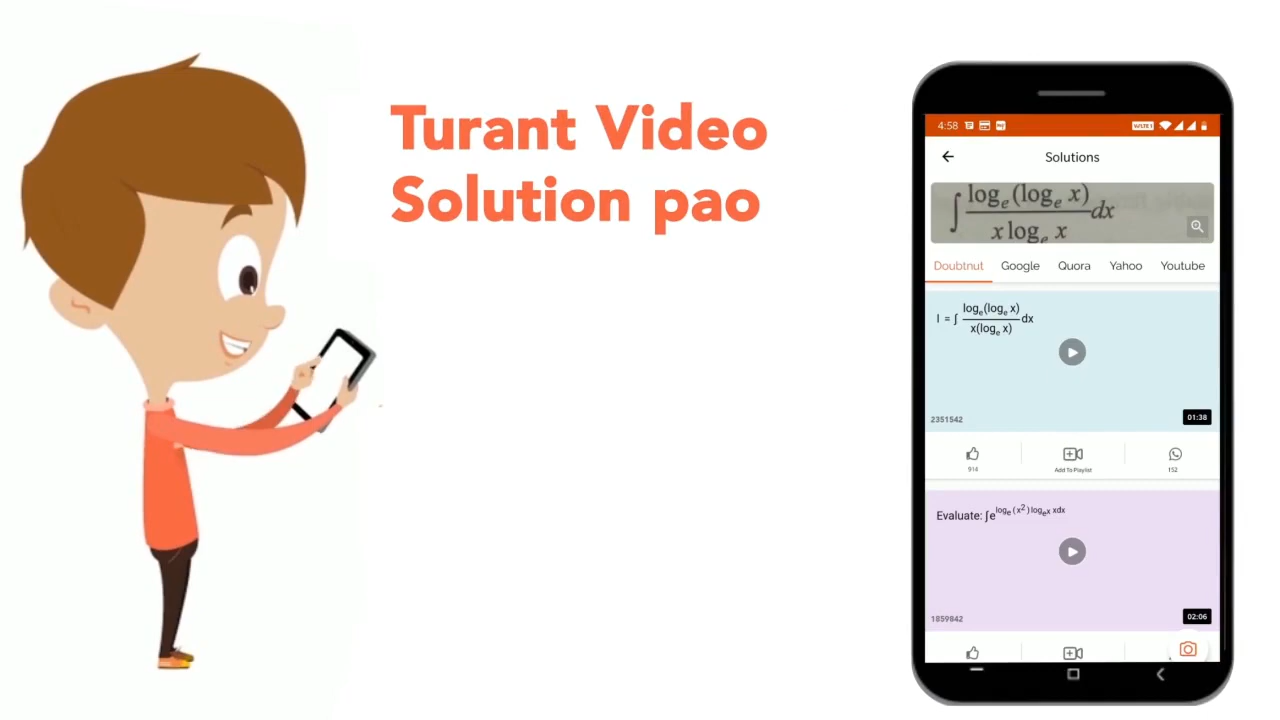 Turant Video
Solution pao
4:58
VoLTE1
Solutions
∫ logₑ(logₑ x) / x logₑ x dx
Doubtnut Google Quora Yahoo Youtube
I = ∫ logₑ(logₑ x) / x(logₑ x) dx
2351542 01:38
914 Add To Playlist 152
Evaluate: ∫e^logₑ(x²)logₑx xdx
1859842 02:06